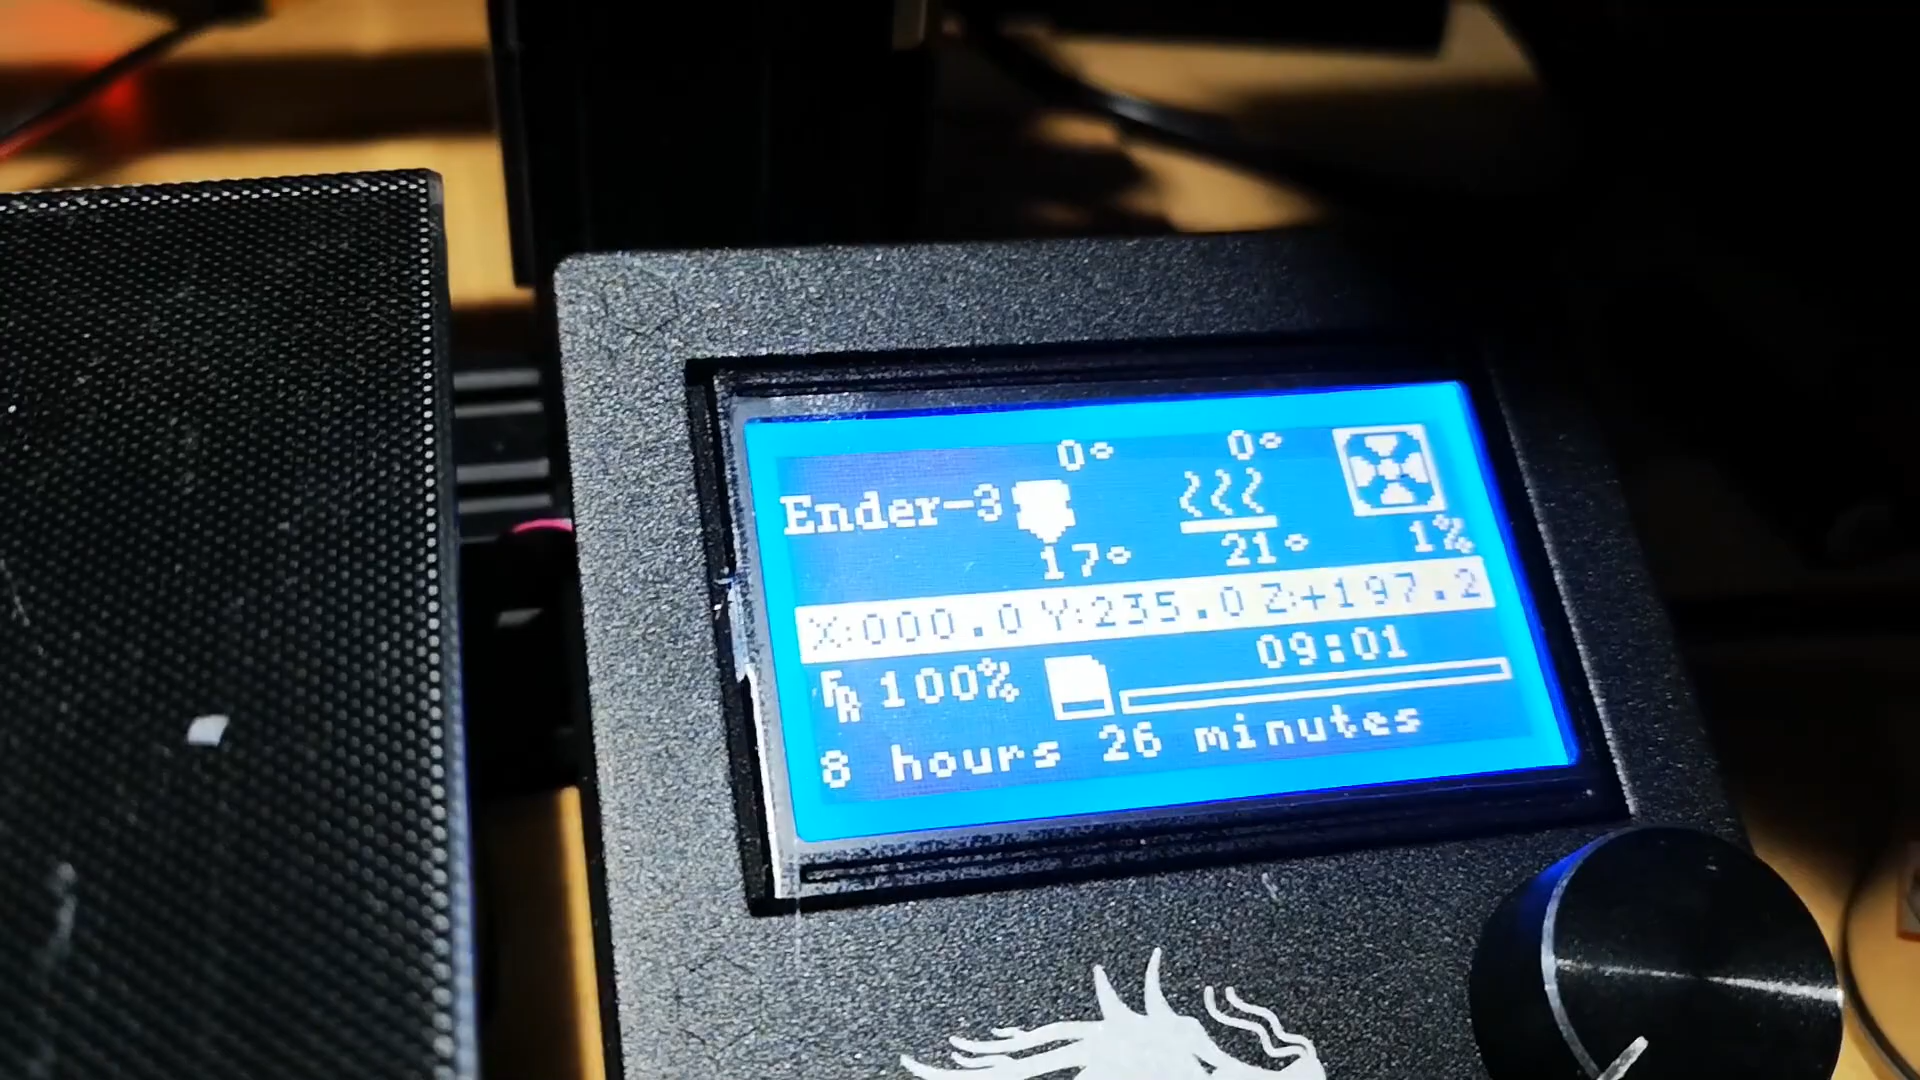 0° 0°
Ender-3
17° 21° 1%
X:000.0 Y:235.0 Z:+197.2
FR 100% 09:01
8 hours 26 minutes